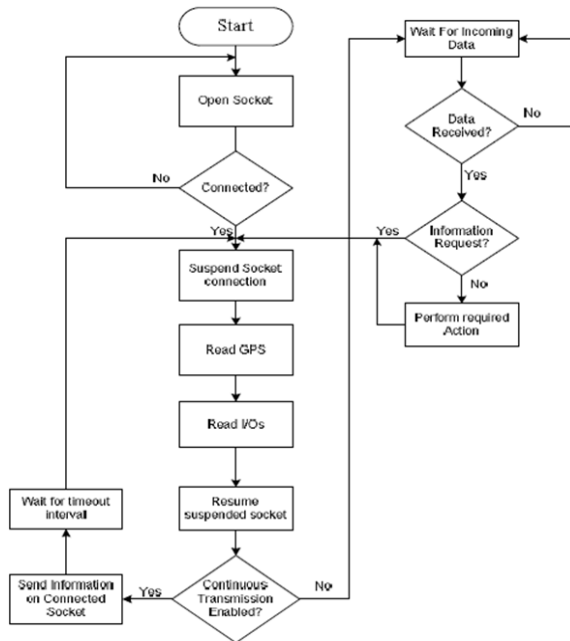 Start
Open Socket
No
Connected?
Yes
Suspend Socket
connection
Read GPS
Read I/Os
Resume
suspended socket
Continuous
Transmission
Enabled?
Yes
No
Send Information
on Connected
Socket
Wait for timeout
interval
Wait For Incoming
Data
Data
Received?
No
Yes
Information
Request?
Yes
No
Perform required
Action